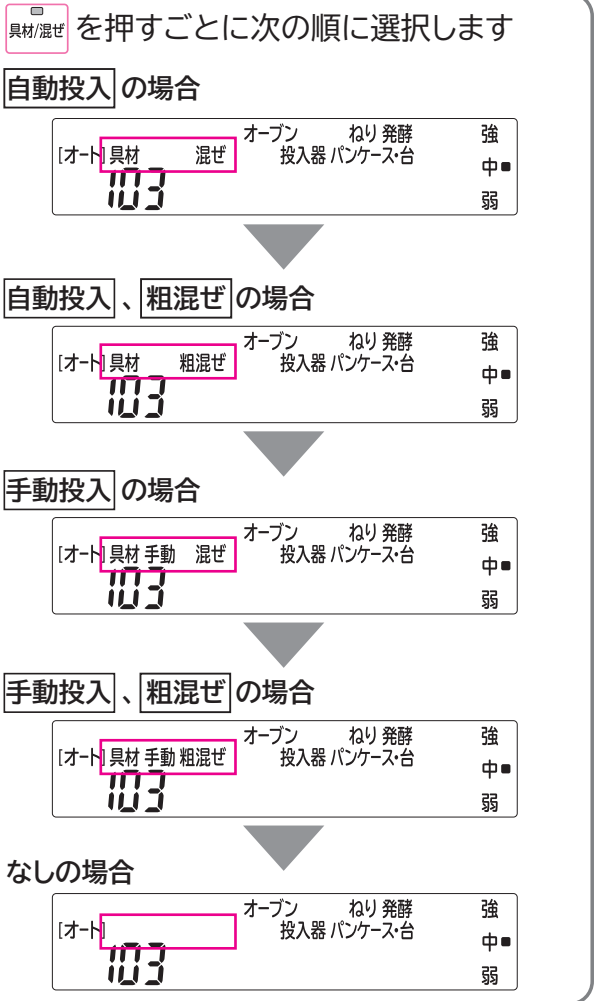 具材/混ぜ を押すごとに次の順に選択します
自動投入 の場合
オーブン ねり 発酵 強
[オート] 具材 混ぜ 投入器 パンケース・台 中■
103 弱
自動投入 、 粗混ぜ の場合
オーブン ねり 発酵 強
[オート] 具材 粗混ぜ 投入器 パンケース・台 中■
103 弱
手動投入 の場合
オーブン ねり 発酵 強
[オート] 具材 手動 混ぜ 投入器 パンケース・台 中■
103 弱
手動投入 、 粗混ぜ の場合
オーブン ねり 発酵 強
[オート] 具材 手動 粗混ぜ 投入器 パンケース・台 中■
103 弱
なしの場合
オーブン ねり 発酵 強
[オート] 投入器 パンケース・台 中■
103 弱